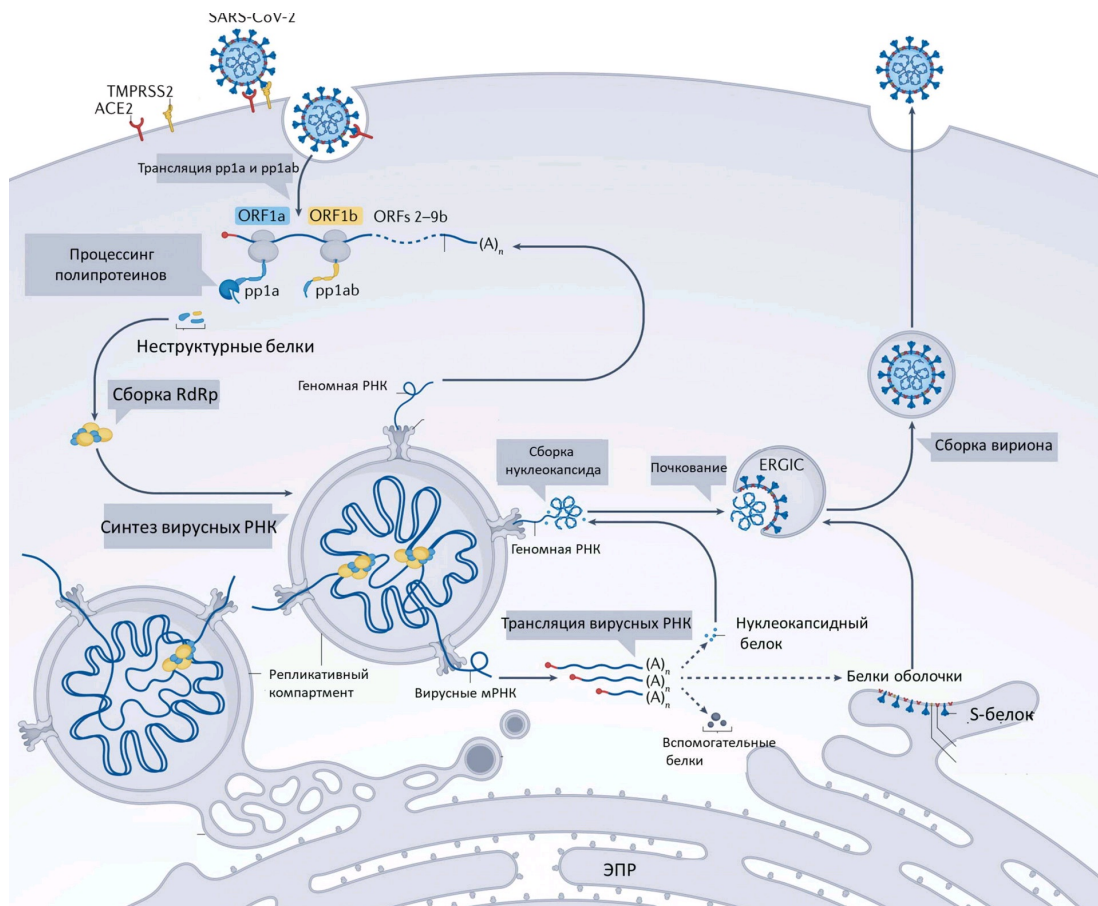 SARS-CoV-2
TMPRSS2
ACE2
Трансляция pp1a и pp1ab
ORF1a
ORF1b
ORFs 2–9b
(A)n
Процессинг
полипротеинов
pp1a
pp1ab
Неструктурные белки
Сборка RdRp
Геномная РНК
Сборка
нуклеокапсида
Почкование
ERGIC
Сборка вириона
Синтез вирусных РНК
Геномная РНК
Трансляция вирусных РНК
Нуклеокапсидный
белок
Репликативный
компартмент
Вирусные мРНК
(A)n
(A)n
(A)n
Белки оболочки
S-белок
Вспомогательные
белки
ЭПР